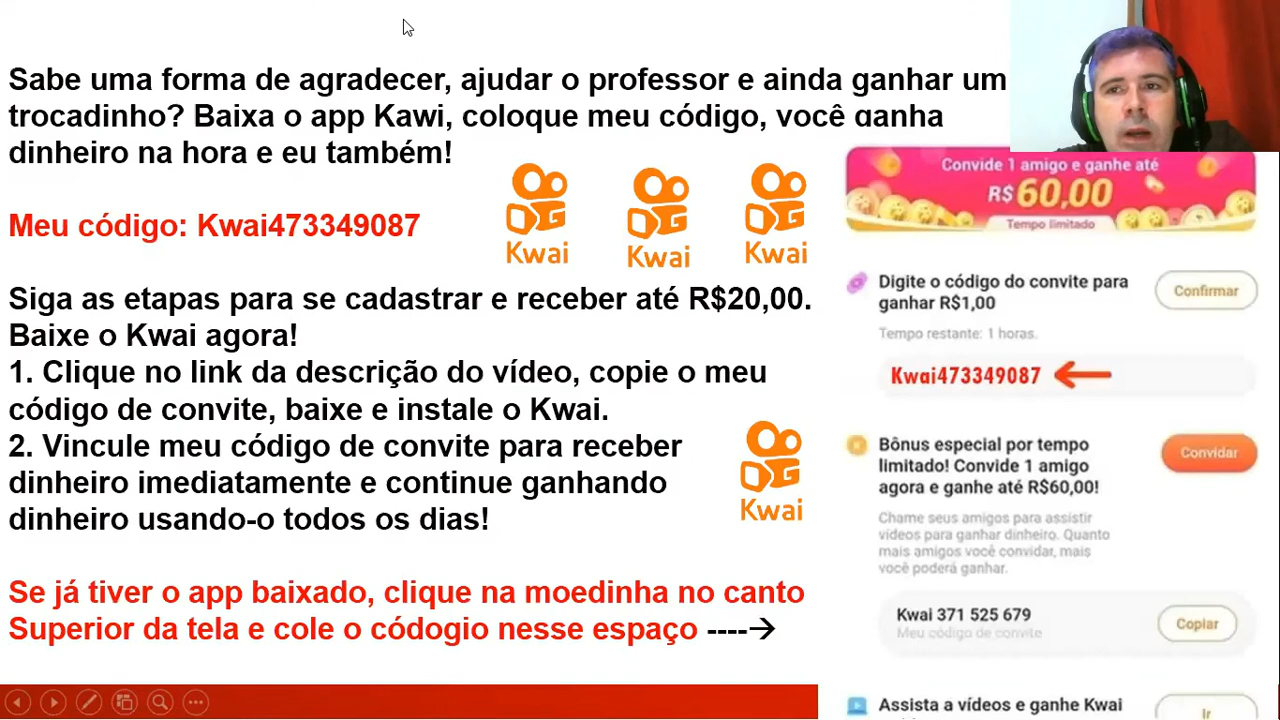 Sabe uma forma de agradecer, ajudar o professor e ainda ganhar um
trocadinho? Baixa o app Kawi, coloque meu código, você ganha
dinheiro na hora e eu também!
Meu código: Kwai473349087
Kwai
Kwai
Kwai
Siga as etapas para se cadastrar e receber até R$20,00.
Baixe o Kwai agora!
1. Clique no link da descrição do vídeo, copie o meu
código de convite, baixe e instale o Kwai.
2. Vincule meu código de convite para receber
dinheiro imediatamente e continue ganhando
dinheiro usando-o todos os dias!
Kwai
Se já tiver o app baixado, clique na moedinha no canto
Superior da tela e cole o códogio nesse espaço ----→
Convide 1 amigo e ganhe até
R$60,00
Tempo limitado
Digite o código do convite para
ganhar R$1,00
Confirmar
Tempo restante: 1 horas.
Kwai473349087
Bônus especial por tempo
limitado! Convide 1 amigo
agora e ganhe até R$60,00!
Convidar
Chame seus amigos para assistir
vídeos para ganhar dinheiro. Quanto
mais amigos você convidar, mais
você poderá ganhar.
Kwai 371 525 679
Meu código de convite
Copiar
Assista a vídeos e ganhe Kwai
Ir